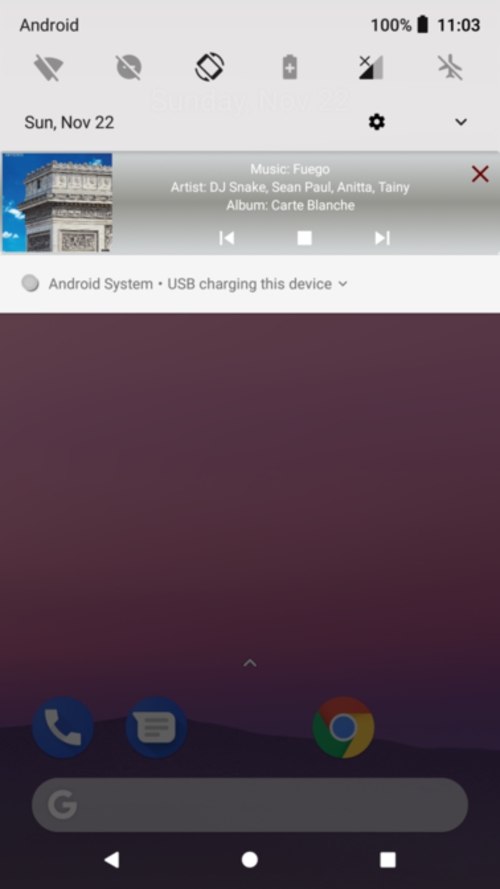 Android
100% 11:03
Sunday, Nov 22
Sun, Nov 22
Music: Fuego
Artist: DJ Snake, Sean Paul, Anitta, Tainy
Album: Carte Blanche
Android System • USB charging this device
G